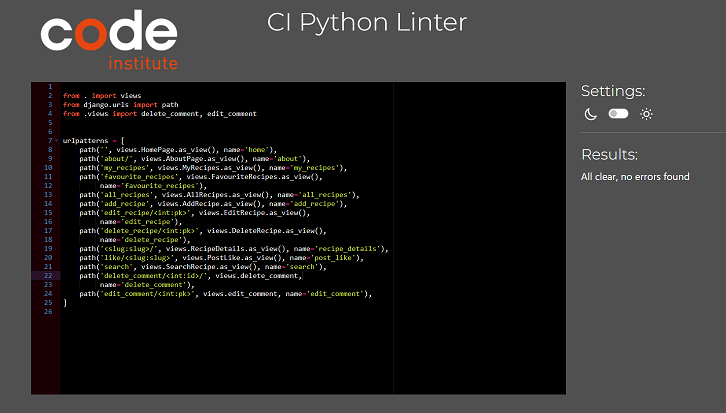 code
institute
CI Python Linter
1
2 from . import views
3 from django.urls import path
4 from .views import delete_comment, edit_comment
5
6
7 urlpatterns = [
8 path('', views.HomePage.as_view(), name='home'),
9 path('about/', views.AboutPage.as_view(), name='about'),
10 path('my_recipes', views.MyRecipes.as_view(), name='my_recipes'),
11 path('favourite_recipes', views.FavouriteRecipes.as_view(),
12 name='favourite_recipes'),
13 path('all_recipes', views.AllRecipes.as_view(), name='all_recipes'),
14 path('add_recipe', views.AddRecipe.as_view(), name='add_recipe'),
15 path('edit_recipe/<int:pk>', views.EditRecipe.as_view(),
16 name='edit_recipe'),
17 path('delete_recipe/<int:pk>', views.DeleteRecipe.as_view(),
18 name='delete_recipe'),
19 path('<slug:slug>/', views.RecipeDetails.as_view(), name='recipe_details'),
20 path('like/<slug:slug>', views.PostLike.as_view(), name='post_like'),
21 path('search', views.SearchRecipe.as_view(), name='search'),
22 path('delete_comment/<int:id>/', views.delete_comment,
23 name='delete_comment'),
24 path('edit_comment/<int:pk>', views.edit_comment, name='edit_comment'),
25 ]
26
Settings:
Results:
All clear, no errors found